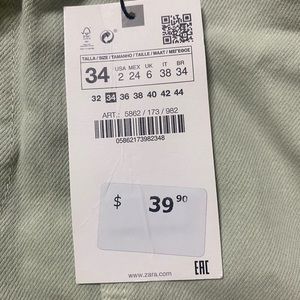 FSC
TALLA / SIZE / TAMANHO / TAILLE / MAAT / ΜΕΓΕΘΟΣ
34
USA MEX UK IT BR
2 24 6 38 34
32 34 36 38 40 42 44
ART.: 5862 / 173 / 982
05862173982348
$ 39.90
www.zara.com
EAC